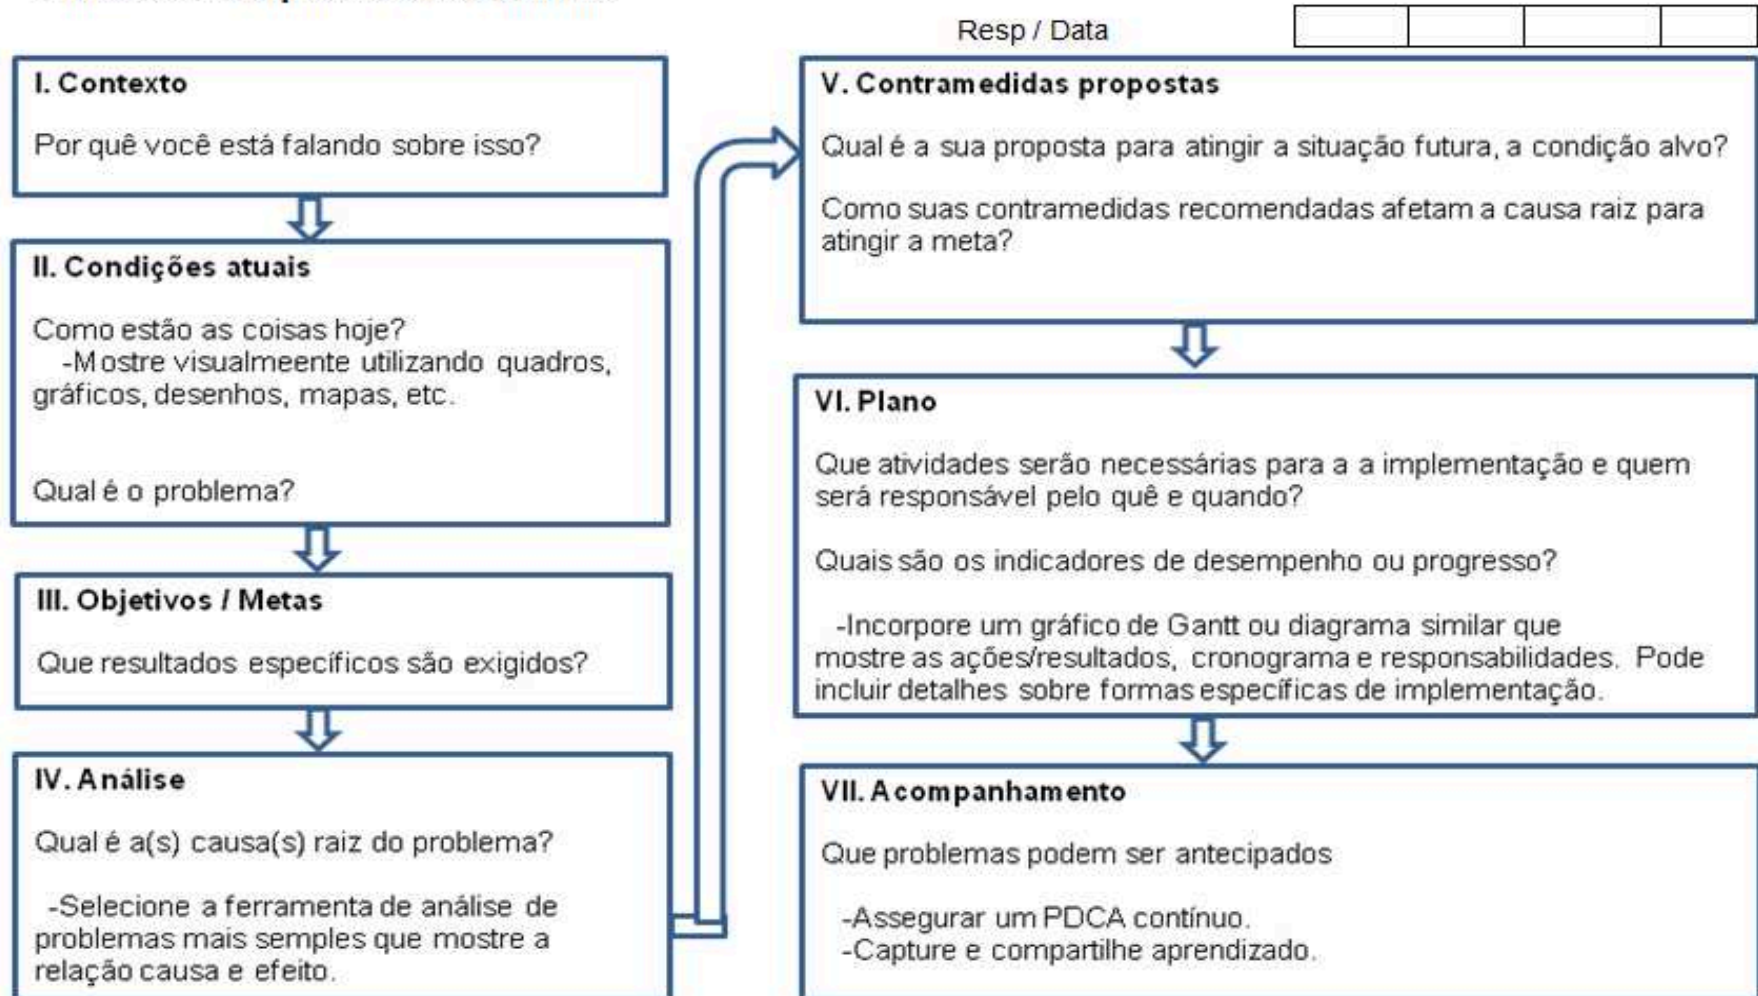 Resp / Data
I. Contexto
Por quê você está falando sobre isso?
II. Condições atuais
Como estão as coisas hoje?
-Mostre visualmeente utilizando quadros,
gráficos, desenhos, mapas, etc.
Qual é o problema?
III. Objetivos / Metas
Que resultados específicos são exigidos?
IV. Análise
Qual é a(s) causa(s) raiz do problema?
-Selecione a ferramenta de análise de
problemas mais semples que mostre a
relação causa e efeito.
V. Contramedidas propostas
Qual é a sua proposta para atingir a situação futura, a condição alvo?
Como suas contramedidas recomendadas afetam a causa raiz para
atingir a meta?
VI. Plano
Que atividades serão necessárias para a a implementação e quem
será responsável pelo quê e quando?
Quais são os indicadores de desempenho ou progresso?
-Incorpore um gráfico de Gantt ou diagrama similar que
mostre as ações/resultados, cronograma e responsabilidades. Pode
incluir detalhes sobre formas específicas de implementação.
VII. Acompanhamento
Que problemas podem ser antecipados
-Assegurar um PDCA contínuo.
-Capture e compartilhe aprendizado.